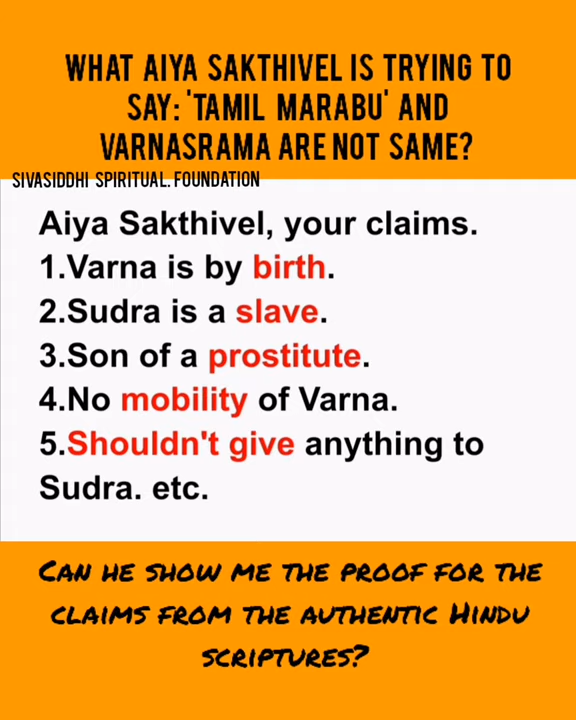 WHAT AIYA SAKTHIVEL IS TRYING TO
SAY: 'TAMIL MARABU' AND
VARNASRAMA ARE NOT SAME?
SIVASIDDHI SPIRITUAL. FOUNDATION
Aiya Sakthivel, your claims.
1.Varna is by birth.
2.Sudra is a slave.
3.Son of a prostitute.
4.No mobility of Varna.
5.Shouldn't give anything to
Sudra. etc.
CAN HE SHOW ME THE PROOF FOR THE
CLAIMS FROM THE AUTHENTIC HINDU
SCRIPTURES?